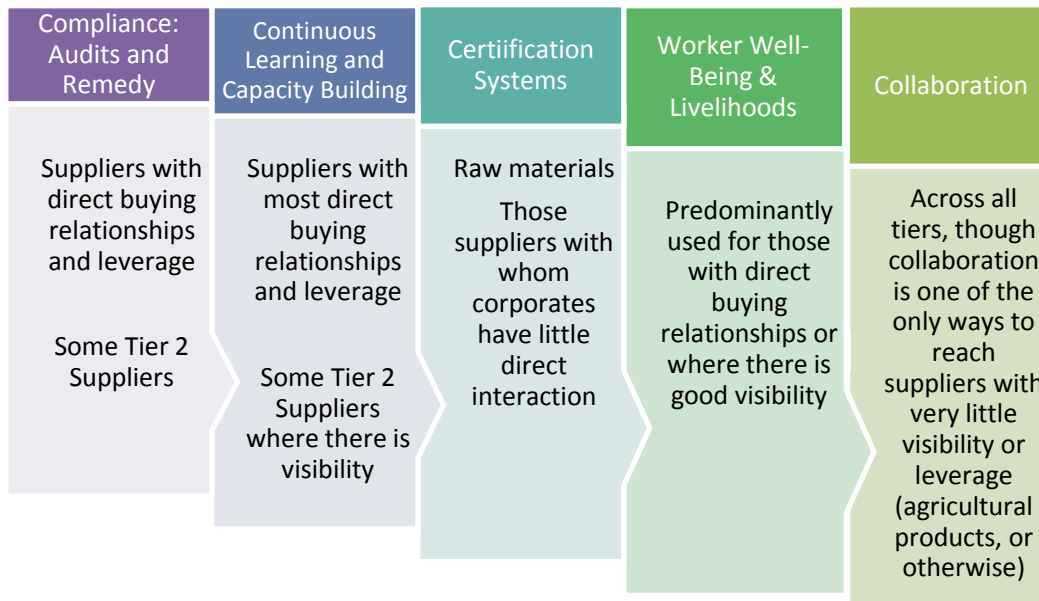 Compliance:
Audits and
Remedy
Suppliers with
direct buying
relationships
and leverage
Some Tier 2
Suppliers
Continuous
Learning and
Capacity Building
Suppliers with
most direct
buying
relationships
and leverage
Some Tier 2
Suppliers
where there is
visibility
Certiification
Systems
Raw materials
Those
suppliers with
whom
corporates
have little
direct
interaction
Worker Well-
Being &
Livelihoods
Predominantly
used for those
with direct
buying
relationships or
where there is
good visibility
Collaboration
Across all
tiers, though
collaboration
is one of the
only ways to
reach
suppliers with
very little
visibility or
leverage
(agricultural
products, or
otherwise)